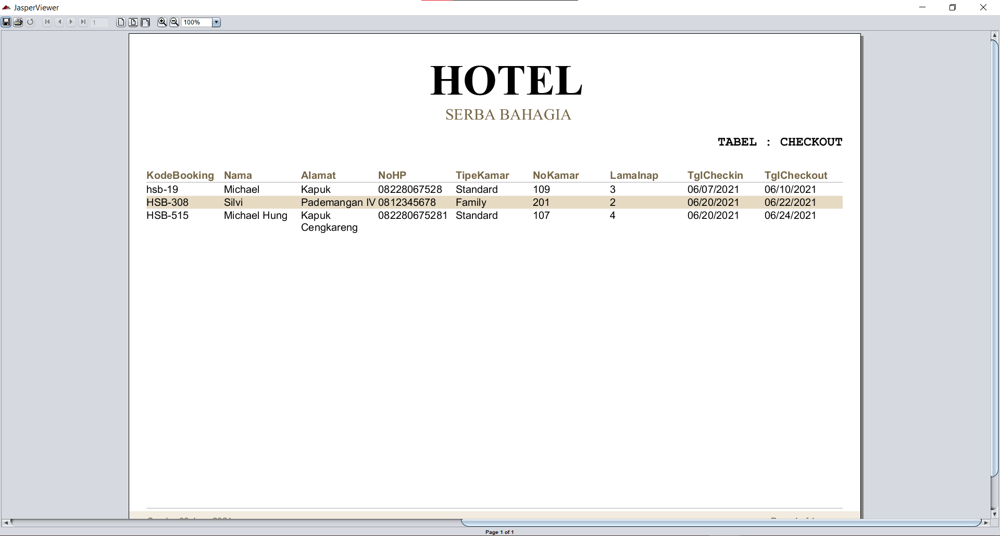 JasperViewer
1
100%
HOTEL
SERBA BAHAGIA
TABEL : CHECKOUT
KodeBooking Nama Alamat NoHP TipeKamar NoKamar LamaInap TglCheckin TglCheckout
hsb-19 Michael Kapuk 08228067528 Standard 109 3 06/07/2021 06/10/2021
HSB-308 Silvi Pademangan IV 0812345678 Family 201 2 06/20/2021 06/22/2021
HSB-515 Michael Hung Kapuk 082280675281 Standard 107 4 06/20/2021 06/24/2021
Cengkareng
Page 1 of 1